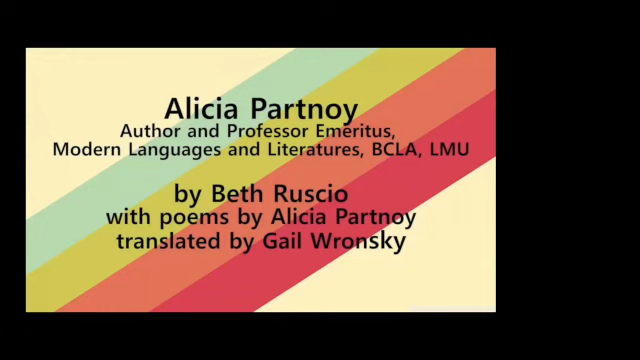 Alicia Partnoy
Author and Professor Emeritus,
Modern Languages and Literatures, BCLA, LMU
by Beth Ruscio
with poems by Alicia Partnoy
translated by Gail Wronsky